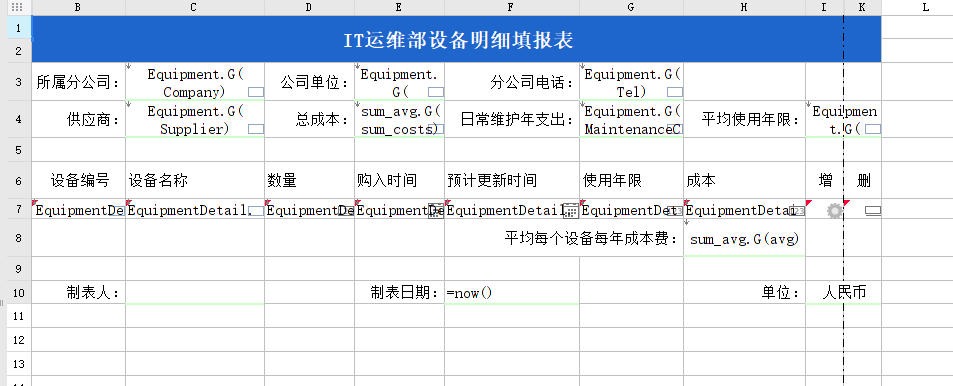 B C D E F G H I K L
1
2
IT运维部设备明细填报表
3 所属分公司： Equipment.G( 公司单位： Equipment. 分公司电话： Equipment.G(
Company) G( Tel)
4 供应商： Equipment.G( 总成本： sum_avg.G( 日常维护年支出： Equipment.G( 平均使用年限： Equipmen
Supplier) sum_costs) MaintenanceC t.G(
5
6 设备编号 设备名称 数量 购入时间 预计更新时间 使用年限 成本 增 删
7 EquipmentDe EquipmentDetail. EquipmentDe EquipmentDe EquipmentDetail EquipmentDet EquipmentDetai
8 平均每个设备每年成本费： sum_avg.G(avg)
9
10 制表人： 制表日期： =now() 单位： 人民币
11
12
13